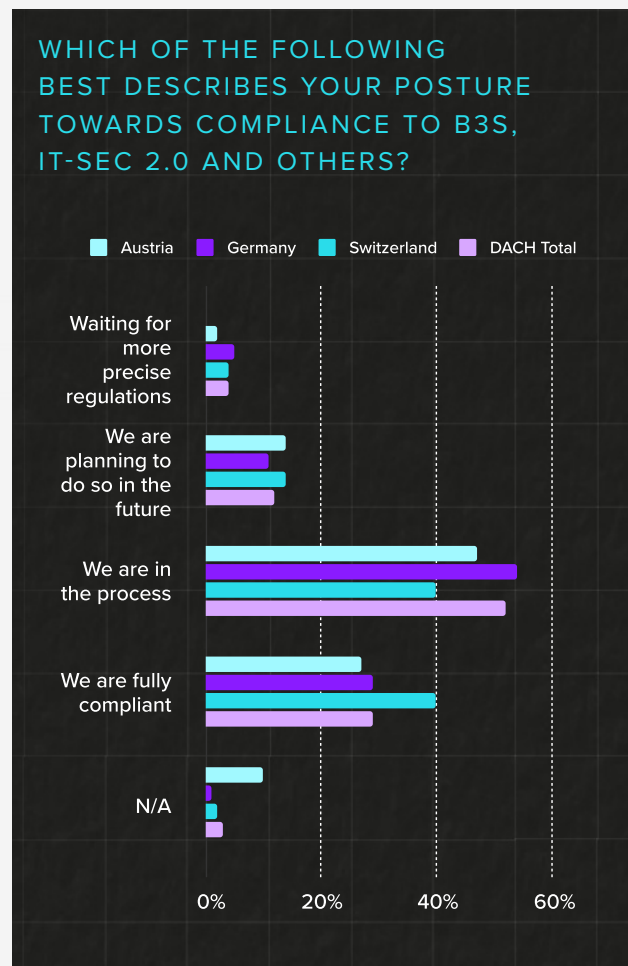 WHICH OF THE FOLLOWING
BEST DESCRIBES YOUR POSTURE
TOWARDS COMPLIANCE TO B3S,
IT-SEC 2.0 AND OTHERS?
Austria Germany Switzerland DACH Total
Waiting for
more
precise
regulations
We are
planning to
do so in the
future
We are in
the process
We are fully
compliant
N/A
0% 20% 40% 60%